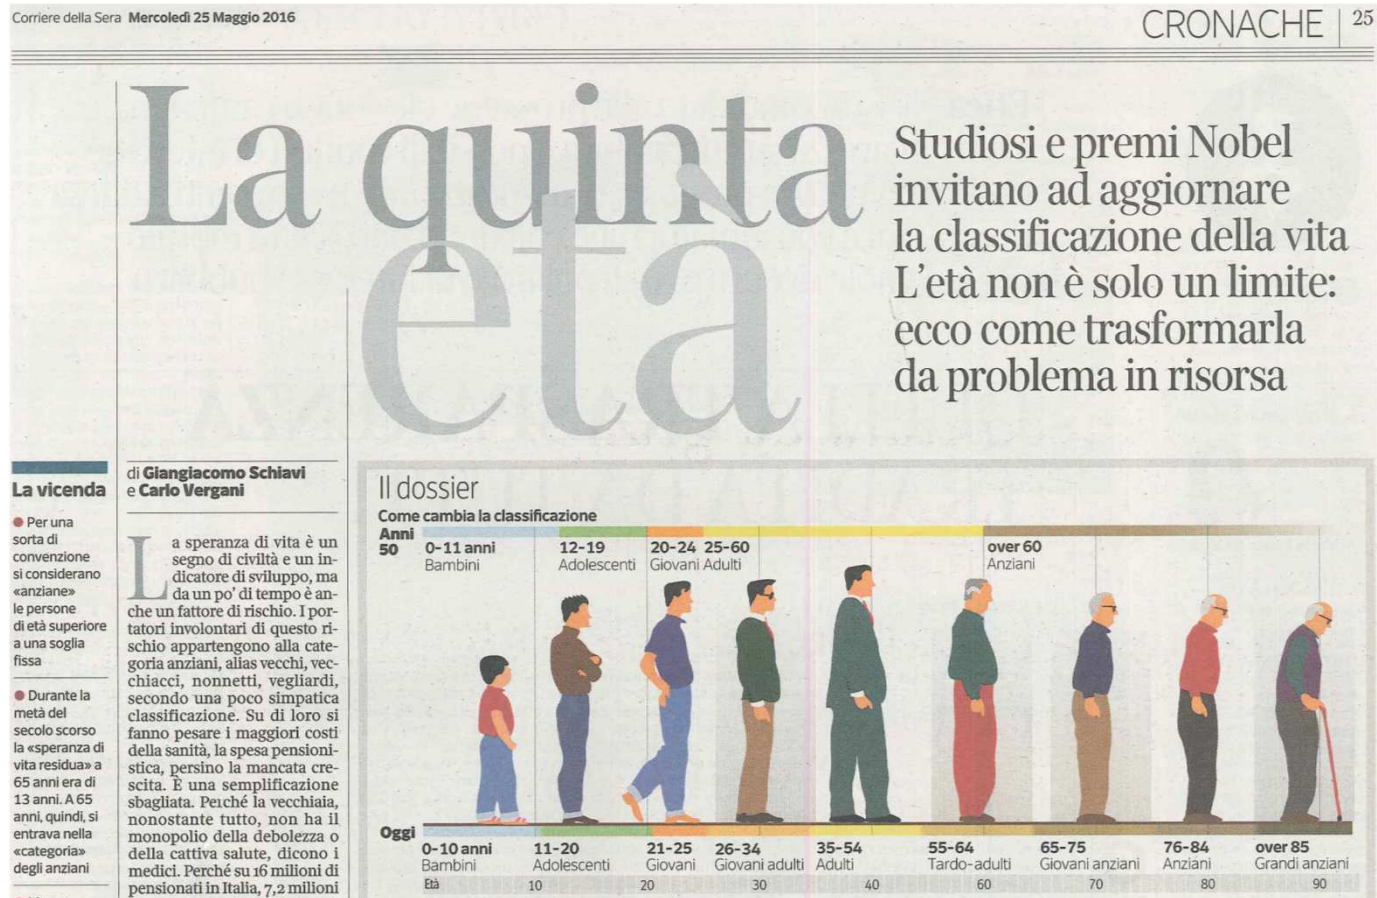 Corriere della Sera Mercoledì 25 Maggio 2016
CRONACHE 25
La quinta
età
Studiosi e premi Nobel
invitano ad aggiornare
la classificazione della vita
L'età non è solo un limite:
ecco come trasformarla
da problema in risorsa
La vicenda
Per una
sorta di
convenzione
si considerano
«anziane»
le persone
di età superiore
a una soglia
fissa
Durante la
metà del
secolo scorso
la «speranza di
vita residua» a
65 anni era di
13 anni. A 65
anni, quindi, si
entrava nella
«categoria»
degli anziani
di Giangiacomo Schiavi
e Carlo Vergani
La speranza di vita è un
segno di civiltà e un in-
dicatore di sviluppo, ma
da un po' di tempo è an-
che un fattore di rischio. I por-
tatori involontari di questo ri-
schio appartengono alla cate-
goria anziani, alias vecchi, vec-
chiacci, nonnetti, vegliardi,
secondo una poco simpatica
classificazione. Su di loro si
fanno pesare i maggiori costi
della sanità, la spesa pensioni-
stica, persino la mancata cre-
scita. È una semplificazione
sbagliata. Perché la vecchiaia,
nonostante tutto, non ha il
monopolio della debolezza o
della cattiva salute, dicono i
medici. Perché su 16 milioni di
pensionati in Italia, 7,2 milioni
Il dossier
Come cambia la classificazione
Anni
50
0-11 anni 12-19 20-24 25-60 over 60
Bambini Adolescenti Giovani Adulti Anziani
Oggi
0-10 anni 11-20 21-25 26-34 35-54 55-64 65-75 76-84 over 85
Bambini Adolescenti Giovani Giovani adulti Adulti Tardo-adulti Giovani anziani Anziani Grandi anziani
Età 10 20 30 40 60 70 80 90